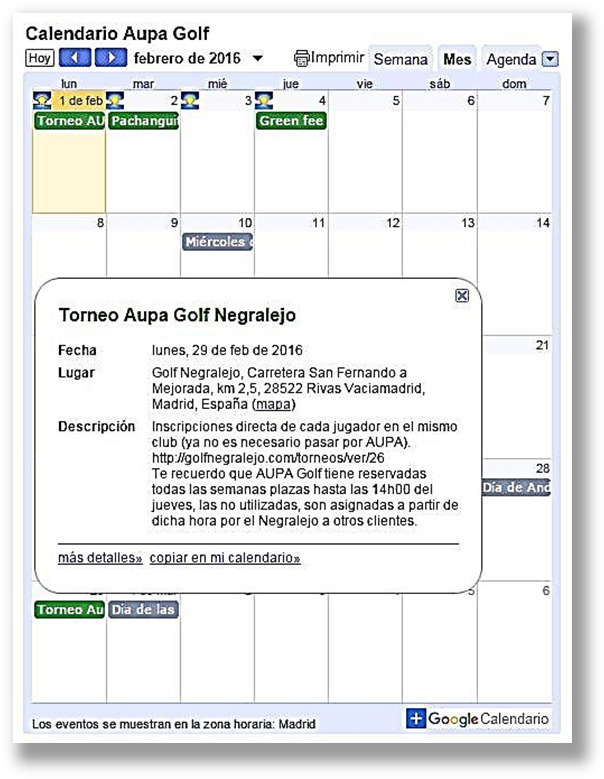 Calendario Aupa Golf
Hoy febrero de 2016 Imprimir Semana Mes Agenda
lun mar mié jue vie sáb dom
1 de feb 2 3 4 5 6 7
Torneo AU Pachangui Green fee
8 9 10 11 12 13 14
Miércoles
Torneo Aupa Golf Negralejo
Fecha lunes, 29 de feb de 2016
Lugar Golf Negralejo, Carretera San Fernando a
Mejorada, km 2,5, 28522 Rivas Vaciamadrid,
Madrid, España (mapa)
21
Descripción Inscripciones directa de cada jugador en el mismo
club (ya no es necesario pasar por AUPA).
http://golfnegralejo.com/torneos/ver/26
Te recuerdo que AUPA Golf tiene reservadas
todas las semanas plazas hasta las 14h00 del
jueves, las no utilizadas, son asignadas a partir de
dicha hora por el Negralejo a otros clientes.
28
Día de And
más detalles» copiar en mi calendario»
5 6
Torneo Au Día de las
Los eventos se muestran en la zona horaria: Madrid
Google Calendario